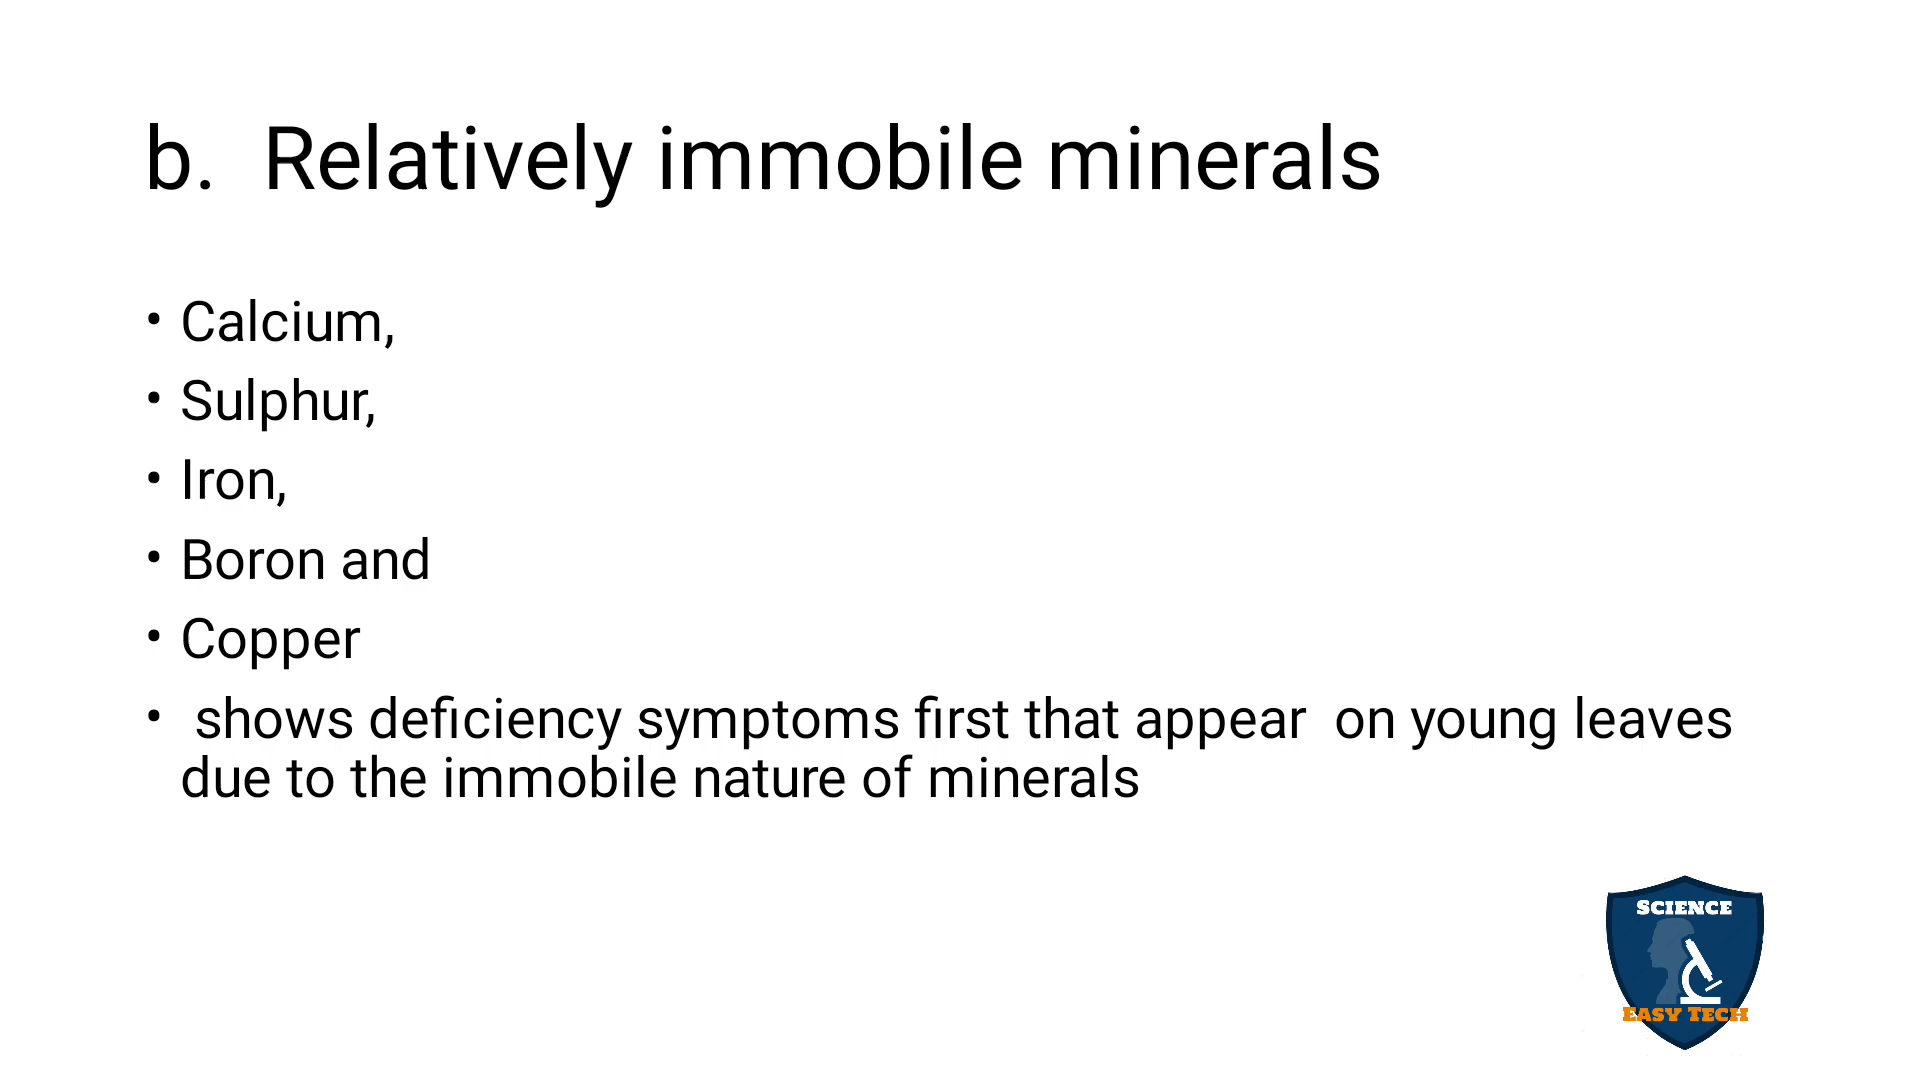 b. Relatively immobile minerals
• Calcium,
• Sulphur,
• Iron,
• Boron and
• Copper
• shows deficiency symptoms first that appear on young leaves
due to the immobile nature of minerals
SCIENCE
EASY TECH